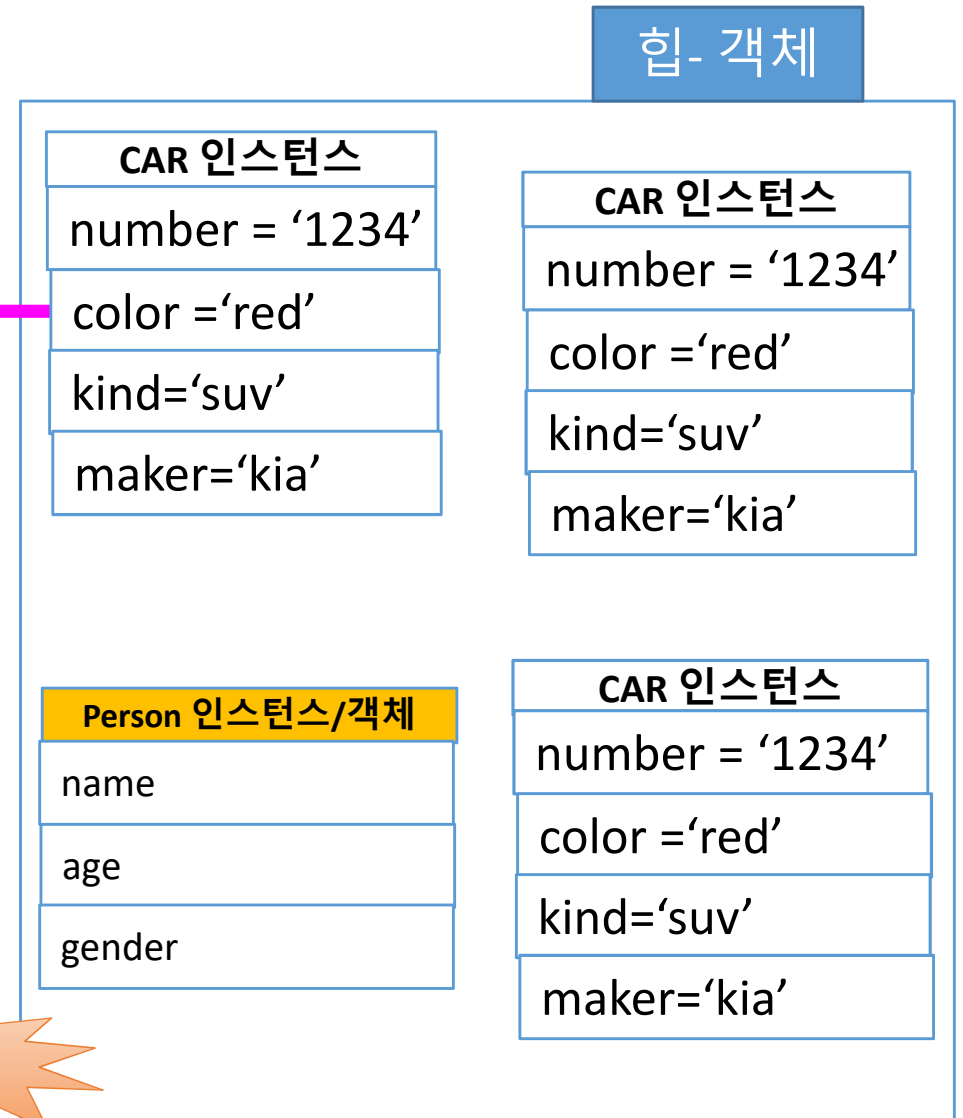 힙- 객체
CAR 인스턴스
number = ‘1234’
color =‘red’
kind=‘suv’
maker=‘kia’
CAR 인스턴스
number = ‘1234’
color =‘red’
kind=‘suv’
maker=‘kia’
Person 인스턴스/객체
name
age
gender
CAR 인스턴스
number = ‘1234’
color =‘red’
kind=‘suv’
maker=‘kia’